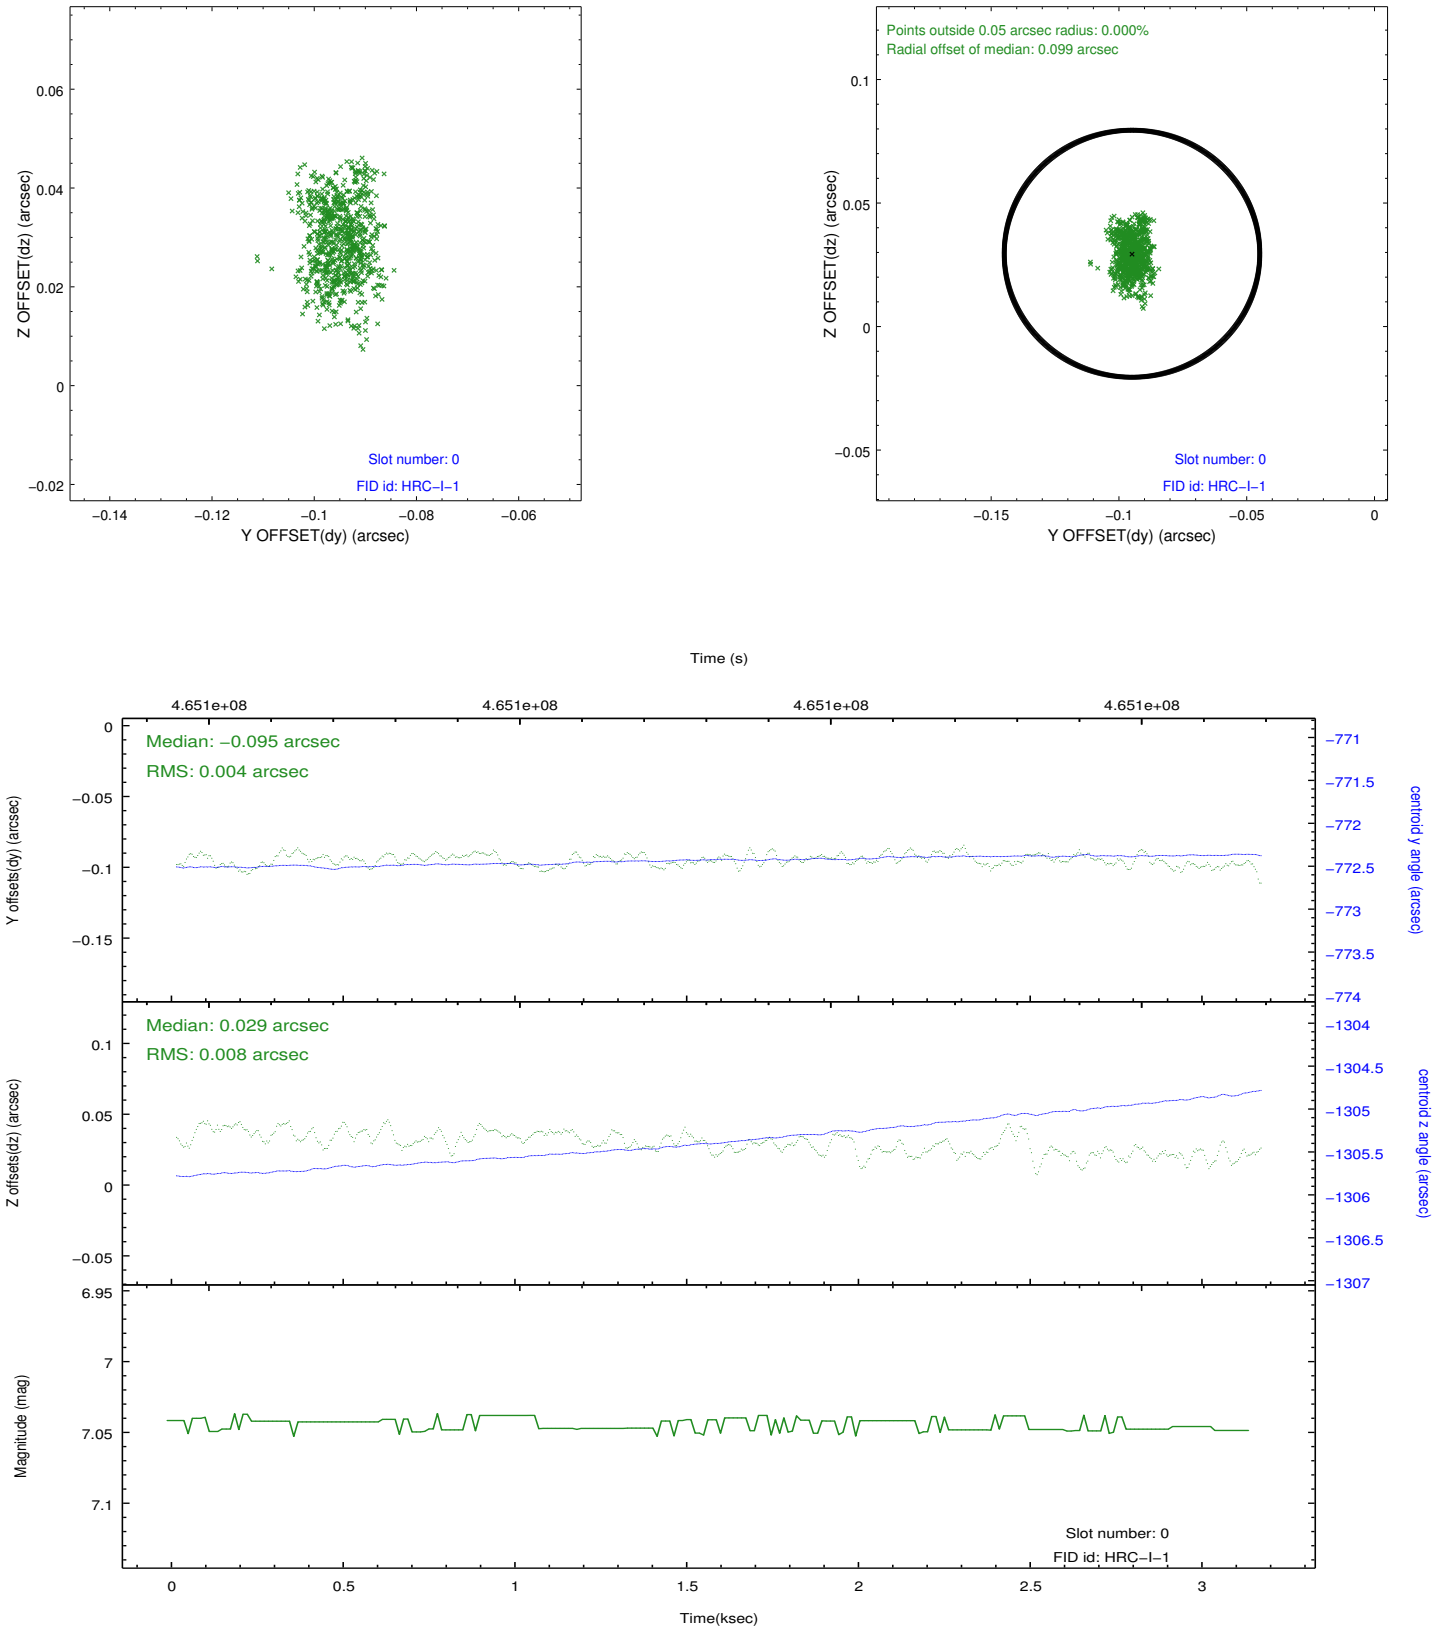 0.06
0.04
0.02
0
−0.02
Z OFFSET(dz) (arcsec)
Slot number: 0
FID id: HRC−I−1
−0.14
−0.12
−0.1
−0.08
−0.06
Y OFFSET(dy) (arcsec)
Points outside 0.05 arcsec radius: 0.000%
Radial offset of median: 0.099 arcsec
0.1
0.05
0
−0.05
Z OFFSET(dz) (arcsec)
Slot number: 0
FID id: HRC−I−1
−0.15
−0.1
−0.05
0
Y OFFSET(dy) (arcsec)
Time (s)
4.651e+08
4.651e+08
4.651e+08
4.651e+08
Median: −0.095 arcsec
RMS: 0.004 arcsec
0
−0.05
−0.1
−0.15
Y offsets(dy) (arcsec)
−771
−771.5
−772
−772.5
−773
−773.5
−774
centroid y angle (arcsec)
Median: 0.029 arcsec
RMS: 0.008 arcsec
0.1
0.05
0
−0.05
Z offsets(dz) (arcsec)
−1304
−1304.5
−1305
−1305.5
−1306
−1306.5
−1307
centroid z angle (arcsec)
6.95
7
7.05
7.1
Magnitude (mag)
Slot number: 0
FID id: HRC−I−1
0
0.5
1
1.5
2
2.5
3
Time(ksec)